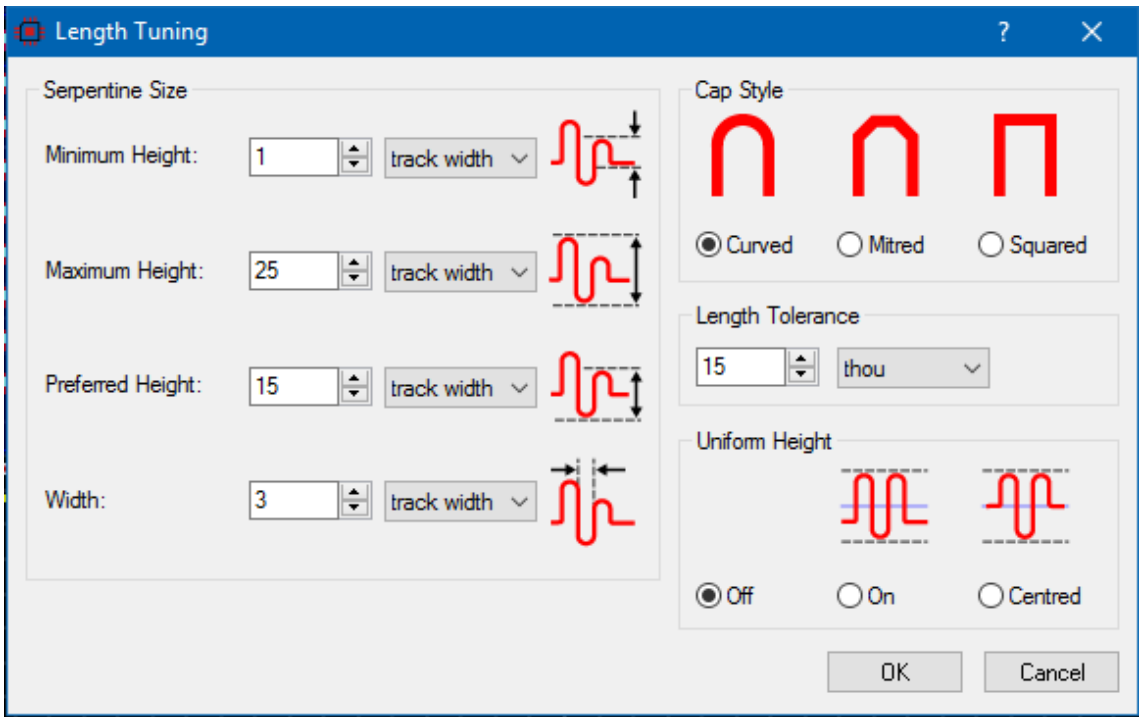 Length Tuning
?
Serpentine Size
Minimum Height: 1 track width
Maximum Height: 25 track width
Preferred Height: 15 track width
Width: 3 track width
Cap Style
Curved Mitred Squared
Length Tolerance
15 thou
Uniform Height
Off On Centred
OK Cancel